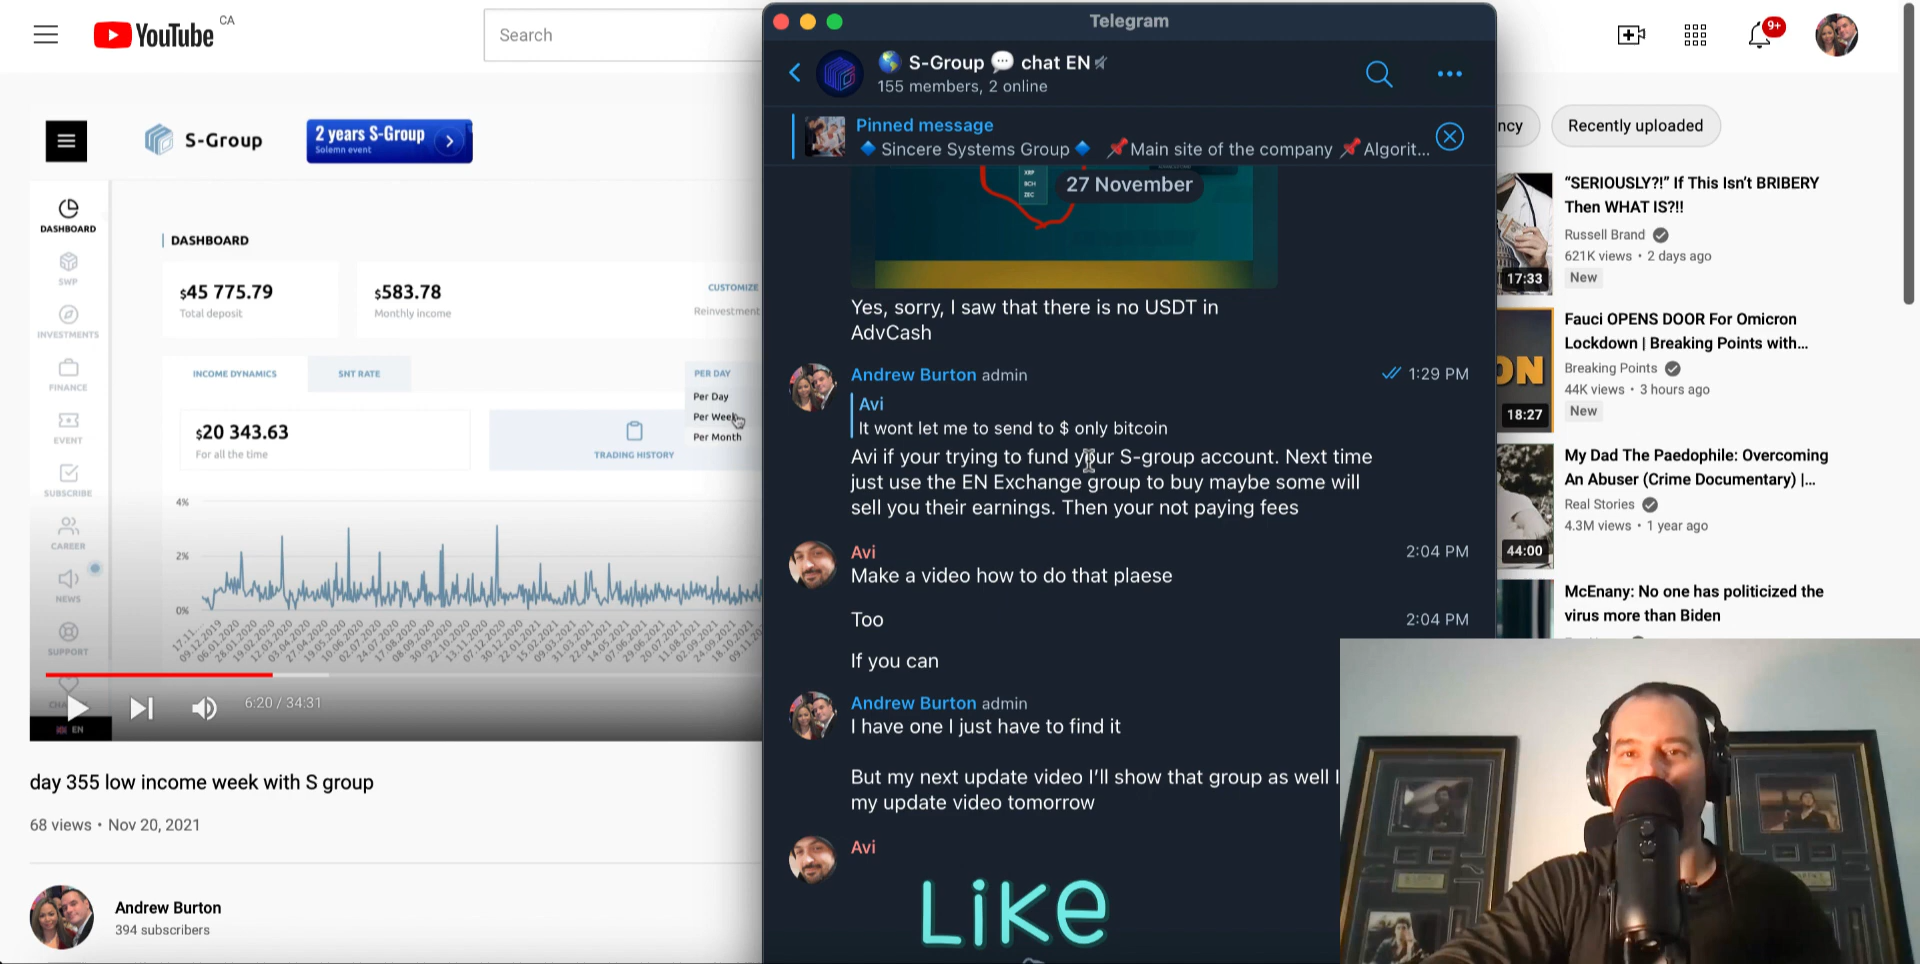 YouTube CA
Search
S-Group
2 years S-Group
Solemn event
DASHBOARD
SWP
INVESTMENTS
FINANCE
EVENT
SUBSCRIBE
CAREER
NEWS
SUPPORT
EN
DASHBOARD
$45 775.79
Total deposit
$583.78
Monthly income
CUSTOMIZE
Reinvestment
INCOME DYNAMICS
SNT RATE
PER DAY
Per Day
Per Week
Per Month
$20 343.63
For all the time
TRADING HISTORY
4%
2%
0%
6:20 / 34:31
day 355 low income week with S group
68 views • Nov 20, 2021
Andrew Burton
394 subscribers
Telegram
S-Group 💬 chat EN
155 members, 2 online
Pinned message
🔹 Sincere Systems Group 🔹 📌Main site of the company 📌Algorit...
XRP
BCH
ZEC
27 November
Yes, sorry, I saw that there is no USDT in
AdvCash
Andrew Burton admin 1:29 PM
Avi
It wont let me to send to $ only bitcoin
Avi if your trying to fund your S-group account. Next time
just use the EN Exchange group to buy maybe some will
sell you their earnings. Then your not paying fees
Avi 2:04 PM
Make a video how to do that plaese
Too 2:04 PM
If you can
Andrew Burton admin
I have one I just have to find it
But my next update video I'll show that group as well I
my update video tomorrow
Avi
LiKe
9+
ncy
Recently uploaded
"SERIOUSLY?!" If This Isn't BRIBERY
Then WHAT IS?!!
Russell Brand
621K views • 2 days ago
New
17:33
Fauci OPENS DOOR For Omicron
Lockdown | Breaking Points with...
Breaking Points
44K views • 3 hours ago
New
ON
18:27
My Dad The Paedophile: Overcoming
An Abuser (Crime Documentary) |...
Real Stories
4.3M views • 1 year ago
44:00
McEnany: No one has politicized the
virus more than Biden